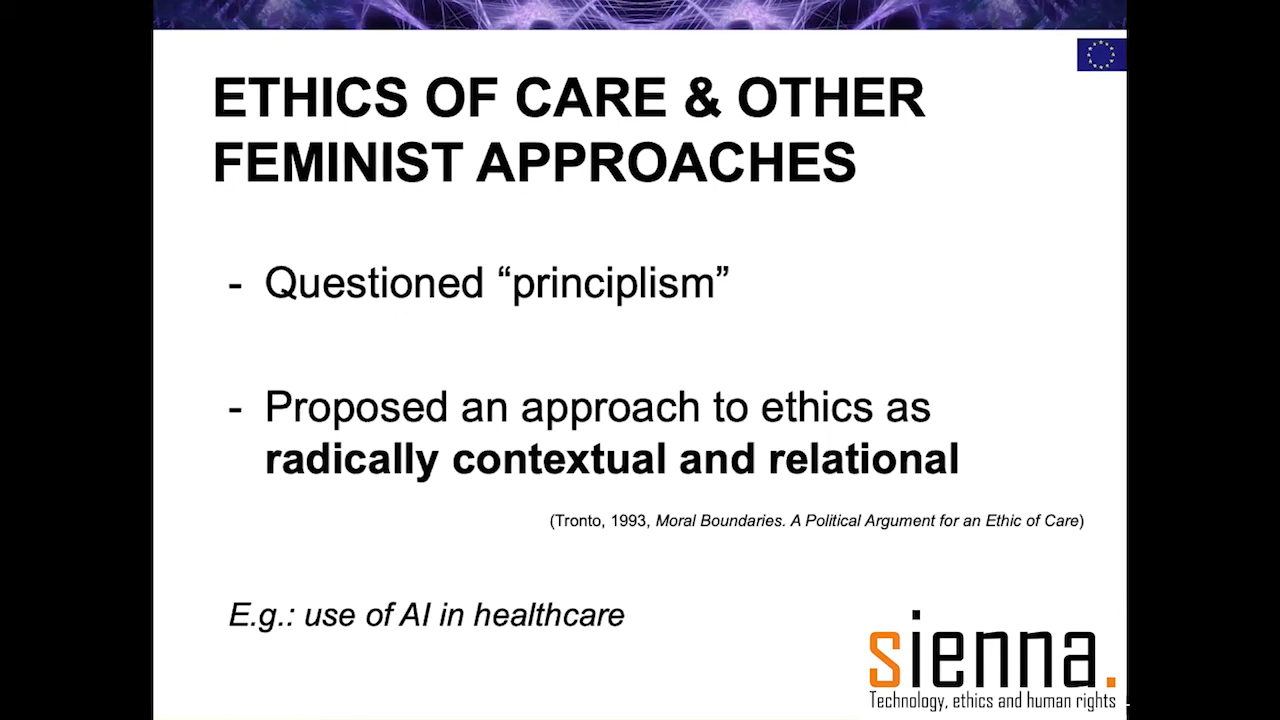 ETHICS OF CARE & OTHER
FEMINIST APPROACHES
- Questioned “principlism”
- Proposed an approach to ethics as
radically contextual and relational
(Tronto, 1993, Moral Boundaries. A Political Argument for an Ethic of Care)
E.g.: use of AI in healthcare
sienna.
Technology, ethics and human rights